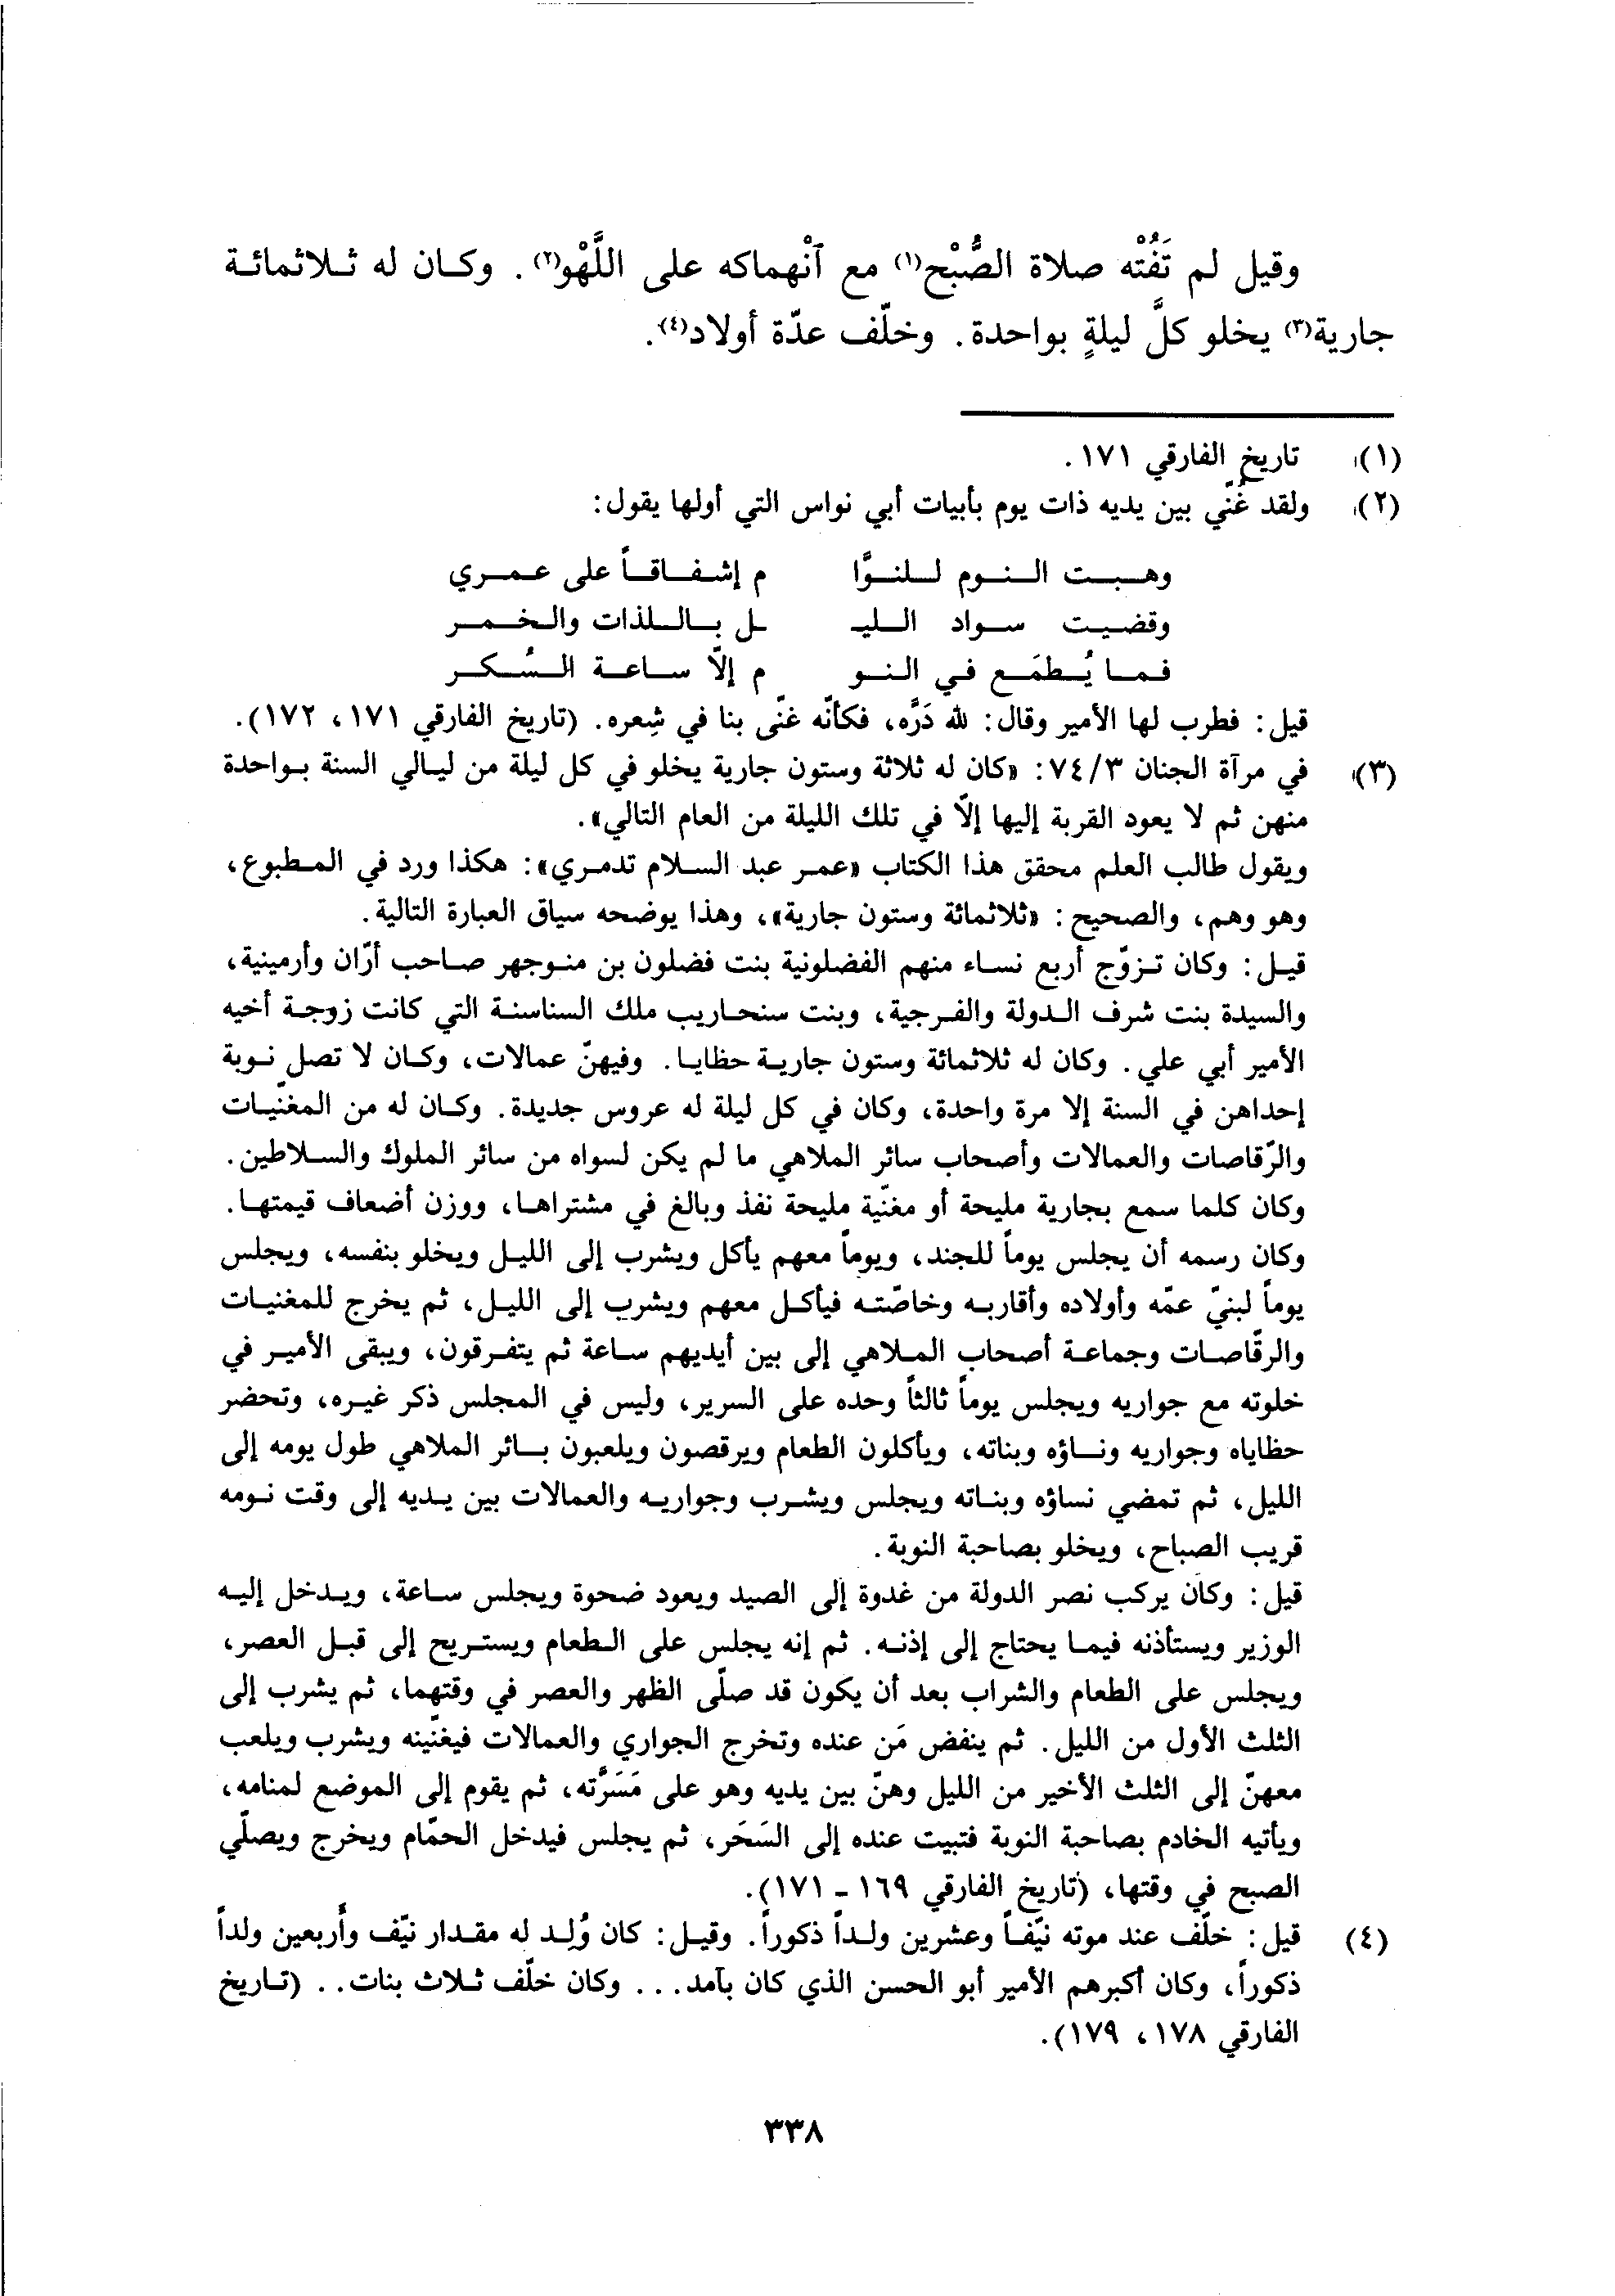 وقيل لم تَفُتْه صلاة الصُّبْح(١) مع آنْهماكه على اللَّهْو(٢). وكان له ثلاثمائة
جارية(٣) يخلو كلَّ ليلةٍ بواحدة. وخلّف عدّة أولاد(٤).
(١) تاريخ الفارقي ١٧١.
(٢) ولقد غُنّي بين يديه ذات يوم بأبيات أبي نواس التي أولها يقول:
وهبت النوم للنوَّا م إشفاقاً على عمري
وقضيت سواد الليـ ـل باللذات والخمر
فما يُطمَع في النو م إلاّ ساعة السُكر
قيل: فطرب لها الأمير وقال: لله دَرَّه، فكأنّه غنّى بنا في شِعره. (تاريخ الفارقي ١٧١، ١٧٢).
(٣) في مرآة الجنان ٧٤/٣: «كان له ثلاثة وستون جارية يخلو في كل ليلة من ليالي السنة بواحدة
منهن ثم لا يعود القربة إليها إلاّ في تلك الليلة من العام التالي».
ويقول طالب العلم محقق هذا الكتاب «عمر عبد السلام تدمري»: هكذا ورد في المطبوع،
وهو وهم، والصحيح: «ثلاثمائة وستون جارية»، وهذا يوضحه سياق العبارة التالية.
قيل: وكان تزوّج أربع نساء منهم الفضلونية بنت فضلون بن منوجهر صاحب أرّان وأرمينية،
والسيدة بنت شرف الدولة والفرجية، وبنت سنحاريب ملك السناسنة التي كانت زوجة أخيه
الأمير أبي علي. وكان له ثلاثمائة وستون جارية حظايا. وفيهنّ عمالات، وكان لا تصل نوبة
إحداهن في السنة إلا مرة واحدة، وكان في كل ليلة له عروس جديدة. وكان له من المغنّيات
والرّقاصات والعمالات وأصحاب سائر الملاهي ما لم يكن لسواه من سائر الملوك والسلاطين.
وكان كلما سمع بجارية مليحة أو مغنّية مليحة نفذ وبالغ في مشتراها، ووزن أضعاف قيمتها.
وكان رسمه أن يجلس يوماً للجند، ويوماً معهم يأكل ويشرب إلى الليل ويخلو بنفسه، ويجلس
يوماً لبنيّ عمّه وأولاده وأقاربه وخاصّته فيأكل معهم ويشرب إلى الليل، ثم يخرج للمغنيات
والرقّاصات وجماعة أصحاب الملاهي إلى بين أيديهم ساعة ثم يتفرقون، ويبقى الأمير في
خلوته مع جواريه ويجلس يوماً ثالثاً وحده على السرير، وليس في المجلس ذكر غيره، وتحضر
حظاياه وجواريه ونساؤه وبناته، ويأكلون الطعام ويرقصون ويلعبون بسائر الملاهي طول يومه إلى
الليل، ثم تمضي نساؤه وبناته ويجلس ويشرب وجواريه والعمالات بين يديه إلى وقت نومه
قريب الصباح، ويخلو بصاحبة النوبة.
قيل: وكان يركب نصر الدولة من غدوة إلى الصيد ويعود ضحوة ويجلس ساعة، ويدخل إليه
الوزير ويستأذنه فيما يحتاج إلى إذنه. ثم إنه يجلس على الطعام ويستريح إلى قبل العصر،
ويجلس على الطعام والشراب بعد أن يكون قد صلّى الظهر والعصر في وقتهما، ثم يشرب إلى
الثلث الأول من الليل. ثم ينفض مَن عنده وتخرج الجواري والعمالات فيغنّينه ويشرب ويلعب
معهنّ إلى الثلث الأخير من الليل وهنّ بين يديه وهو على مَسَرَّته، ثم يقوم إلى الموضع لمنامه،
ويأتيه الخادم بصاحبة النوبة فتبيت عنده إلى السَحَر، ثم يجلس فيدخل الحمّام ويخرج ويصلّي
الصبح في وقتها، (تاريخ الفارقي ١٦٩ - ١٧١).
(٤) قيل: خلّف عند موته نيّفاً وعشرين ولداً ذكوراً. وقيل: كان وُلِد له مقدار نيّف وأربعين ولداً
ذكوراً، وكان أكبرهم الأمير أبو الحسن الذي كان بآمد... وكان خلّف ثلاث بنات.. (تاريخ
الفارقي ١٧٨، ١٧٩).
٣٣٨